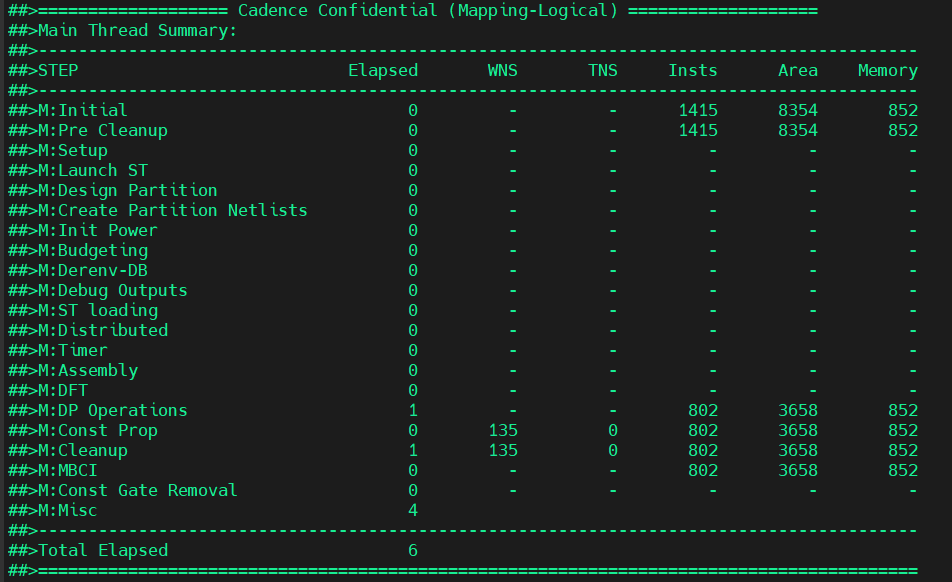 ##>=================== Cadence Confidential (Mapping-Logical) ===================
##>Main Thread Summary:
##>----------------------------------------------------------------------------------------
##>STEP                           Elapsed       WNS       TNS     Insts      Area    Memory
##>----------------------------------------------------------------------------------------
##>M:Initial                            0         -         -      1415      8354       852
##>M:Pre Cleanup                        0         -         -      1415      8354       852
##>M:Setup                              0         -         -         -         -         -
##>M:Launch ST                          0         -         -         -         -         -
##>M:Design Partition                   0         -         -         -         -         -
##>M:Create Partition Netlists          0         -         -         -         -         -
##>M:Init Power                         0         -         -         -         -         -
##>M:Budgeting                          0         -         -         -         -         -
##>M:Derenv-DB                          0         -         -         -         -         -
##>M:Debug Outputs                      0         -         -         -         -         -
##>M:ST loading                         0         -         -         -         -         -
##>M:Distributed                        0         -         -         -         -         -
##>M:Timer                              0         -         -         -         -         -
##>M:Assembly                           0         -         -         -         -         -
##>M:DFT                                0         -         -         -         -         -
##>M:DP Operations                      1         -         -       802      3658       852
##>M:Const Prop                         0       135         0       802      3658       852
##>M:Cleanup                            1       135         0       802      3658       852
##>M:MBCI                               0         -         -       802      3658       852
##>M:Const Gate Removal                 0         -         -         -         -         -
##>M:Misc                               4
##>----------------------------------------------------------------------------------------
##>Total Elapsed                        6
##>========================================================================================